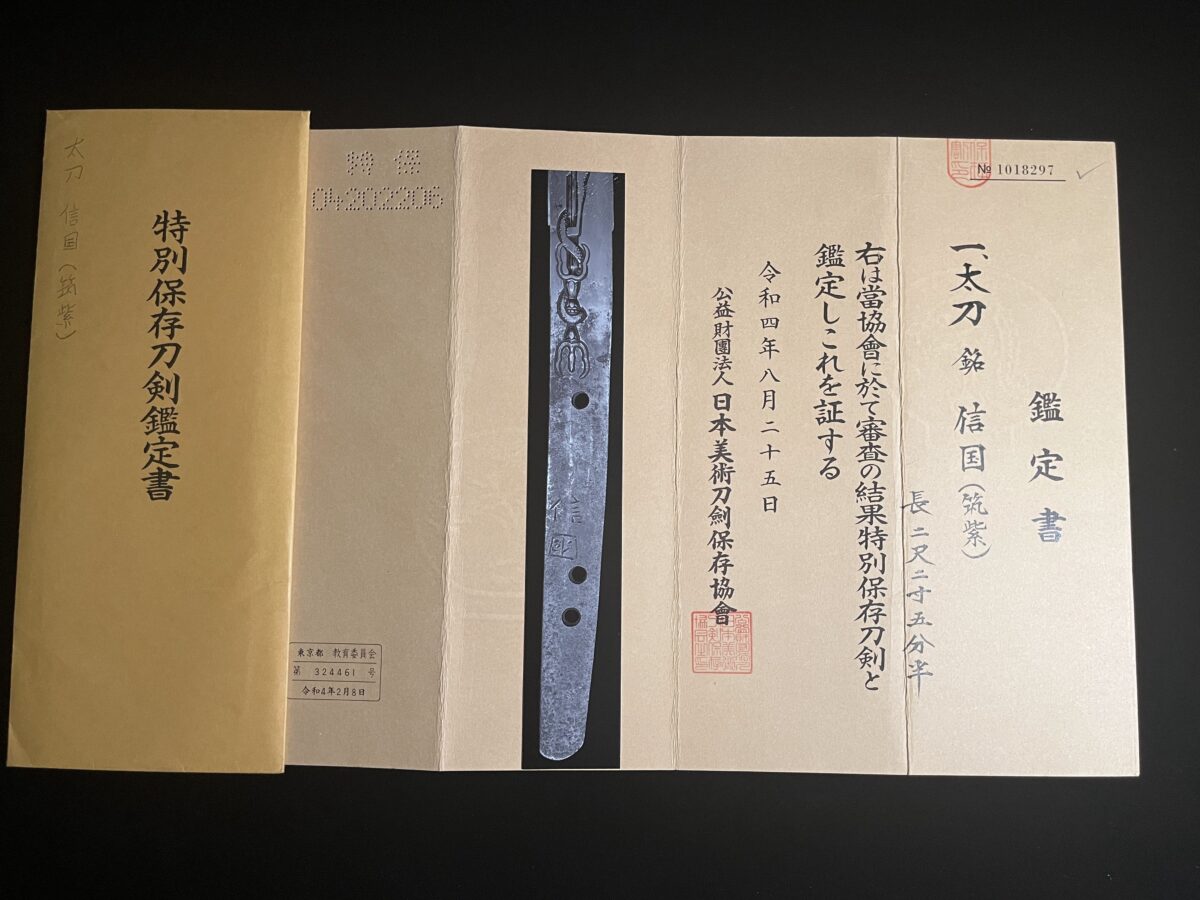 太刀 信国(筑紫)
特別保存刀剣鑑定書
№ 1018297
鑑定書
一、太刀 銘 信国(筑紫)
長二尺二寸五分半
右は當協會に於て審査の結果特別保存刀剣と
鑑定しこれを証する
令和四年八月二十五日
公益財團法人 日本美術刀劍保存協會
信
国
特保
04202206
東京都 教育委員会
第 324461 号
令和4年2月8日